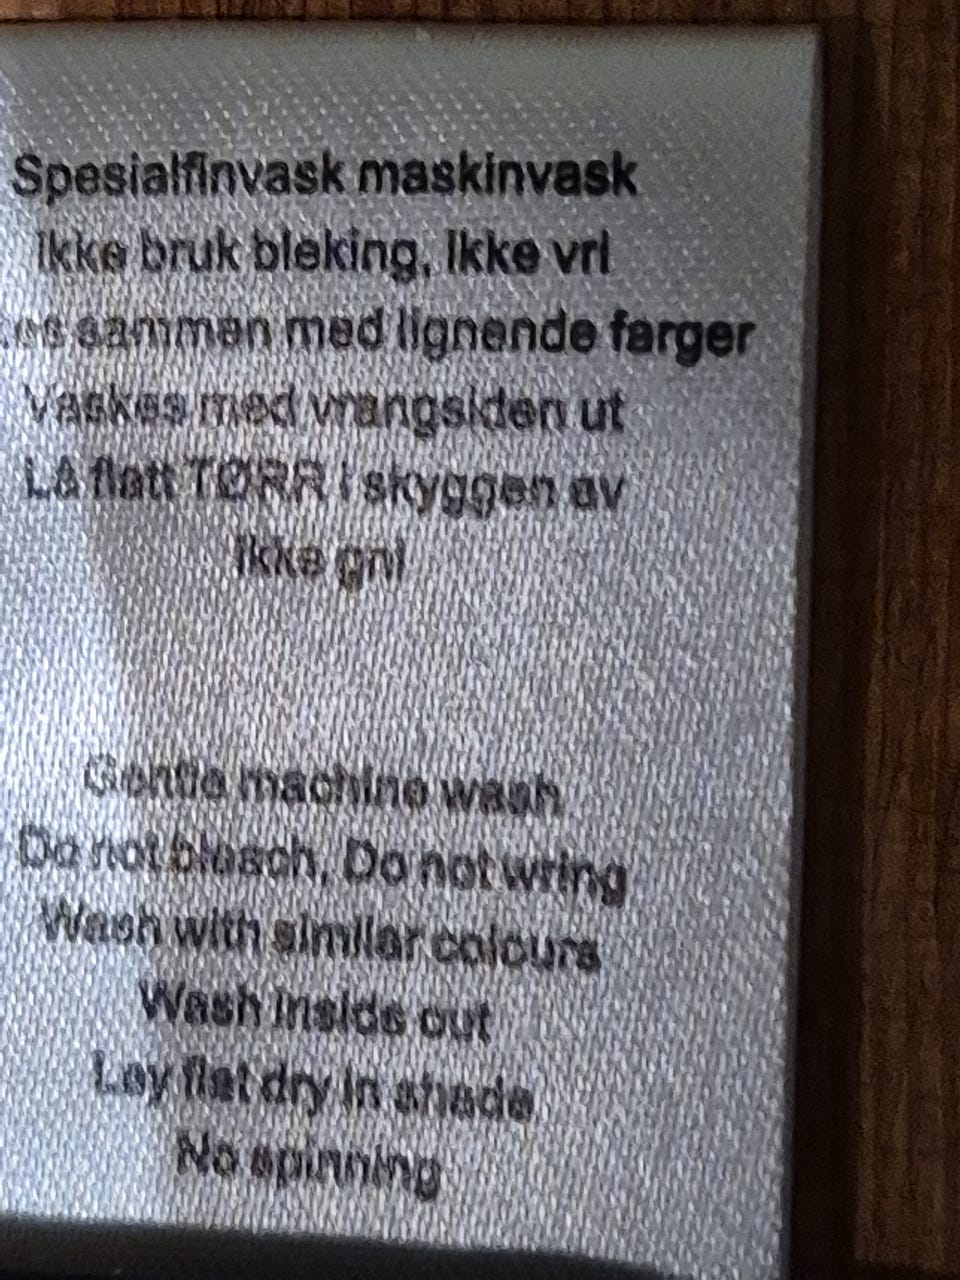 Spesialfinvask maskinvask
Ikke bruk bleking, Ikke vri
es sammen med lignende farger
Vaskes med vrangsiden ut
Lå flatt TØRR i skyggen av
Ikke gni
Gentle machine wash
Do not bleach, Do not wring
Wash with similar colours
Wash inside out
Lay flat dry in shade
No spinning